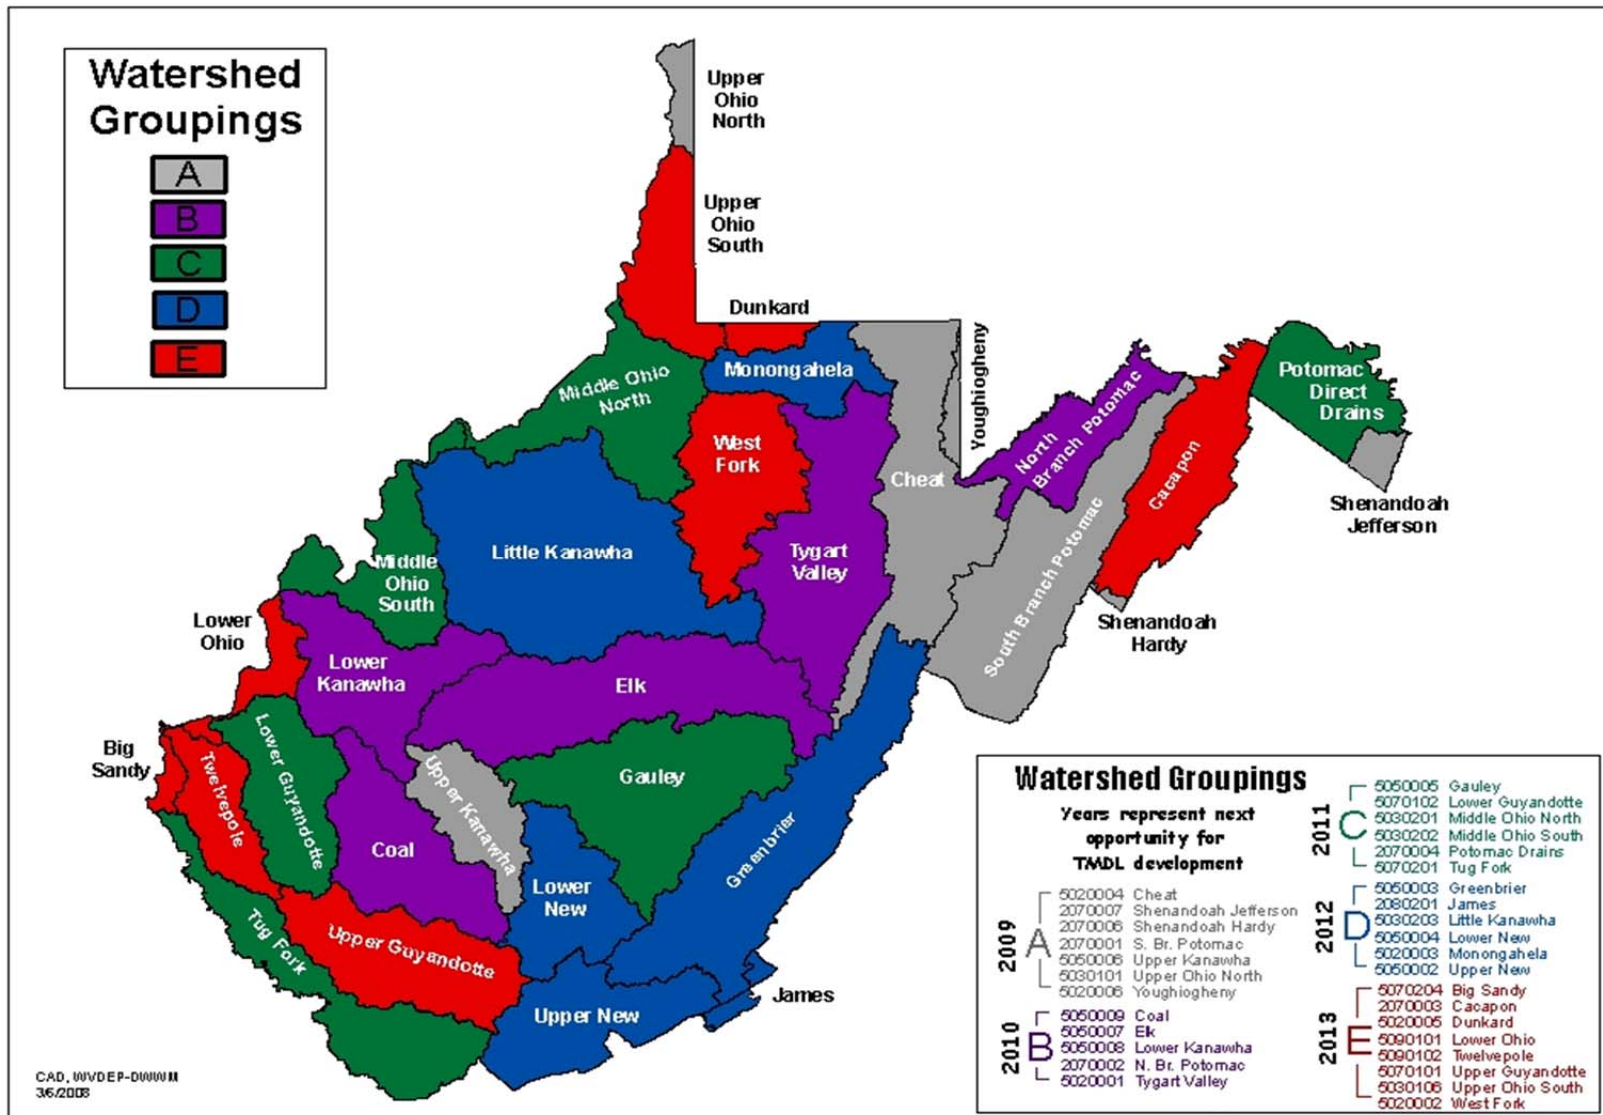 Watershed
Groupings
A
B
C
D
E
Upper
Ohio
North
Upper
Ohio
South
Dunkard
Youghiogheny
Monongahela
Middle Ohio
North
West
Fork
Cheat
North
Branch Potomac
Potomac
Direct
Drains
Cacapon
Shenandoah
Jefferson
Little Kanawha
Tygart
Valley
South Branch Potomac
Middle
Ohio
South
Shenandoah
Hardy
Lower
Ohio
Lower
Kanawha
Elk
Big
Sandy
Twelvepole
Lower Guyandotte
Upper Kanawha
Gauley
Coal
Greenbrier
Lower
New
Tug Fork
Upper Guyandotte
James
Upper New
CAD, WVDEP-DWWM
3/6/2008
Watershed Groupings
Years represent next
opportunity for
TMDL development
2009
A
5020004 Cheat
2070007 Shenandoah Jefferson
2070006 Shenandoah Hardy
2070001 S. Br. Potomac
5050006 Upper Kanawha
5030101 Upper Ohio North
5020006 Youghiogheny
2010
B
5050009 Coal
5050007 Elk
5050008 Lower Kanawha
2070002 N. Br. Potomac
5020001 Tygart Valley
2011
C
5050005 Gauley
5070102 Lower Guyandotte
5030201 Middle Ohio North
5030202 Middle Ohio South
2070004 Potomac Drains
5070201 Tug Fork
2012
D
5050003 Greenbrier
2080201 James
5030203 Little Kanawha
5050004 Lower New
5020003 Monongahela
5050002 Upper New
2013
E
5070204 Big Sandy
2070003 Cacapon
5020005 Dunkard
5090101 Lower Ohio
5090102 Twelvepole
5070101 Upper Guyandotte
5030106 Upper Ohio South
5020002 West Fork